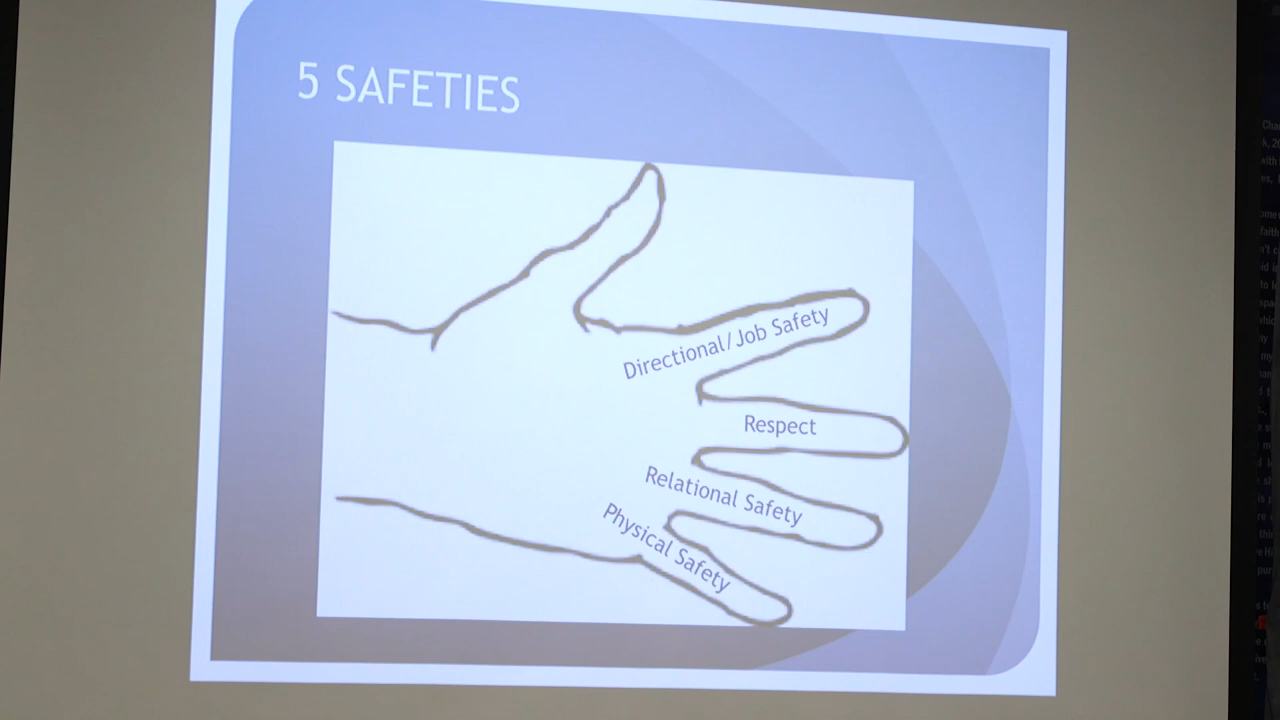 5 SAFETIES
Directional/Job Safety
Respect
Relational Safety
Physical Safety